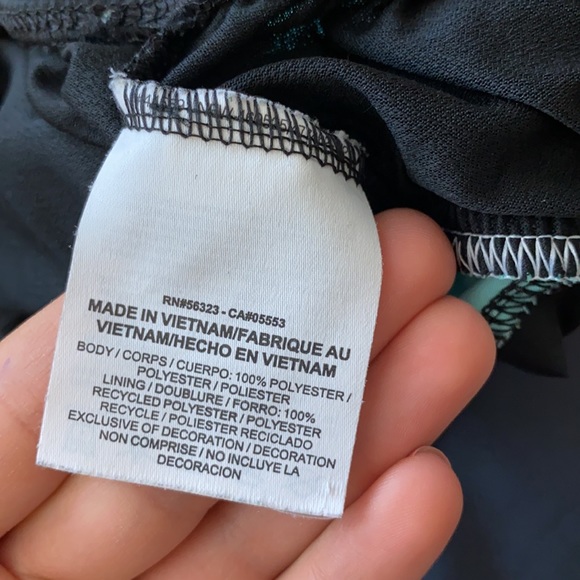 RN#56323 - CA#05553
MADE IN VIETNAM/FABRIQUE AU
VIETNAM/HECHO EN VIETNAM
BODY / CORPS / CUERPO: 100% POLYESTER /
POLYESTER / POLIESTER
LINING / DOUBLURE / FORRO: 100%
RECYCLED POLYESTER / POLYESTER
RECYCLE / POLIESTER RECICLADO
EXCLUSIVE OF DECORATION / DECORATION
NON COMPRISE / NO INCLUYE LA
DECORACION